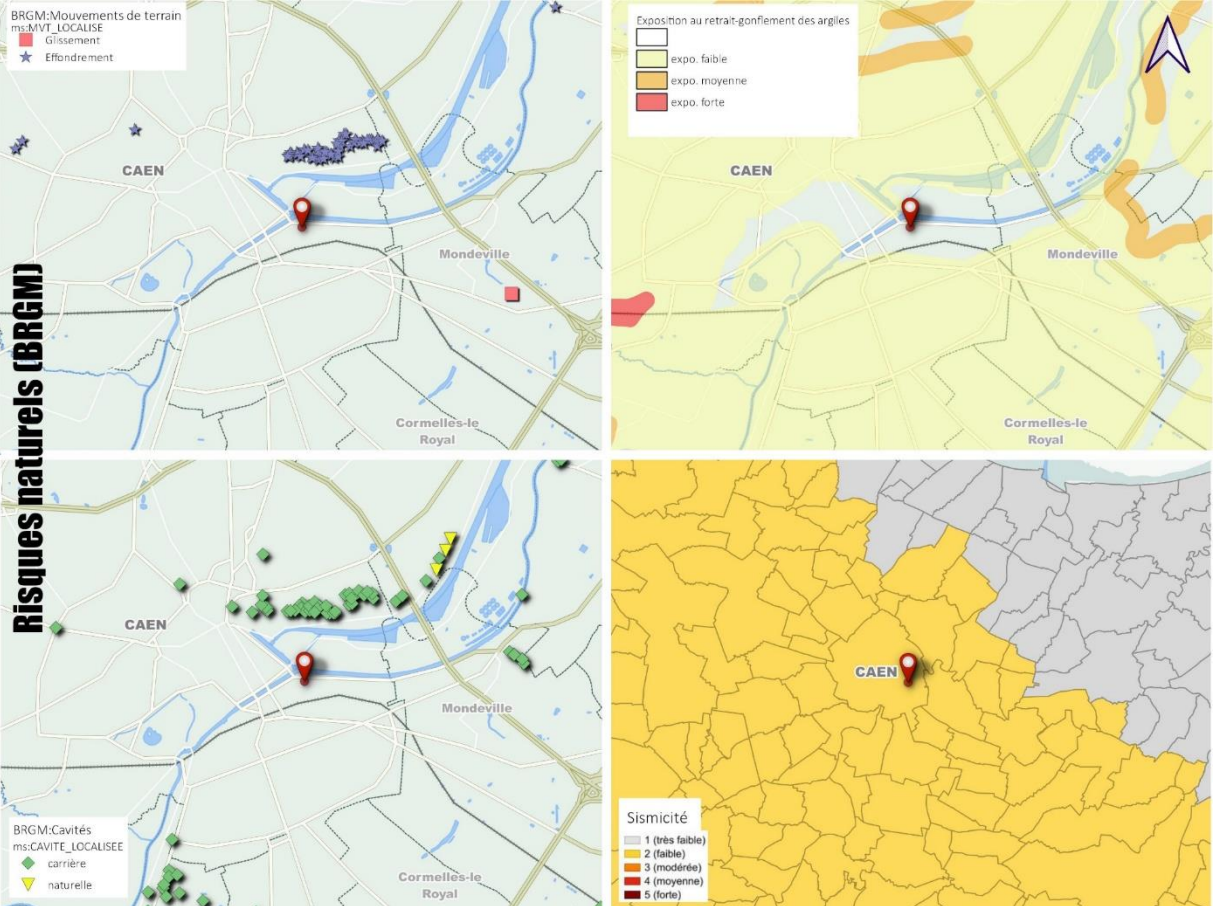 Risques naturels (BRGM)
BRGM:Mouvements de terrain
ms:MVT_LOCALISE
Glissement
Effondrement
CAEN
Mondeville
Cormelles-le
Royal
Exposition au retrait-gonflement des argiles
expo. faible
expo. moyenne
expo. forte
CAEN
Mondeville
Cormelles-le
Royal
CAEN
Mondeville
Cormelles-le
Royal
BRGM:Cavités
ms:CAVITE_LOCALISEE
carrière
naturelle
CAEN
Sismicité
1 (très faible)
2 (faible)
3 (modérée)
4 (moyenne)
5 (forte)